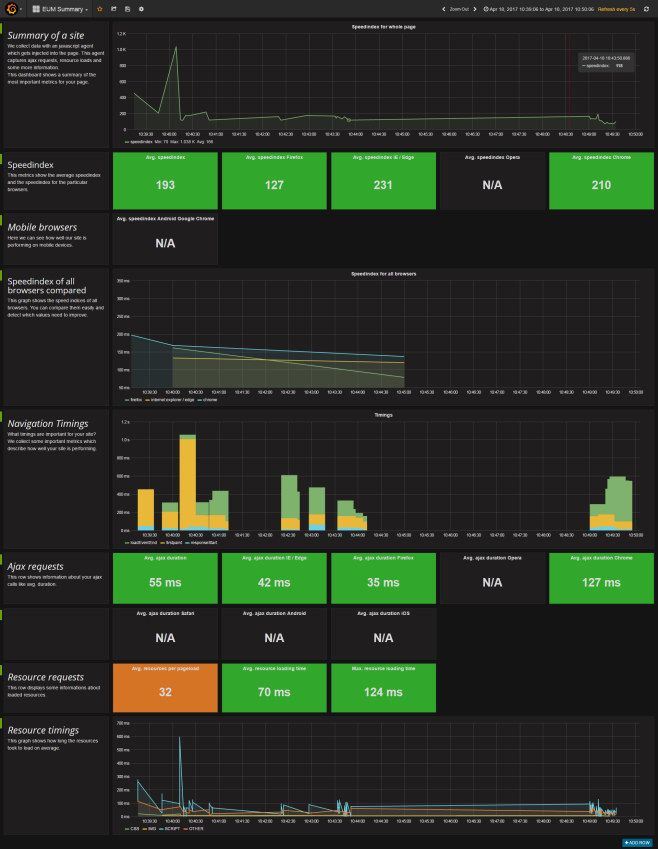 EUM Summary
Zoom Out
Apr 18, 2017 10:39:06 to Apr 18, 2017 10:50:06
Refresh every 5s
Summary of a site
We collect data with an javascript agent
which gets injected into the page. This agent
captures ajax requests, resource loads and
some more information.
This dashboard shows a summary of the
most important metrics for your page.
Speedindex for whole page
1.2 K
1.0 K
800
600
400
200
0
10:39:30 10:40:00 10:40:30 10:41:00 10:41:30 10:42:00 10:42:30 10:43:00 10:43:30 10:44:00 10:44:30 10:45:00 10:45:30 10:46:00 10:46:30 10:47:00 10:47:30 10:48:00 10:48:30 10:49:00 10:49:30 10:50:00
speedindex Min: 70 Max: 1.035 K Avg: 188
speedindex:
Speedindex
This metrics show the average speedindex
and the speedindex for the particular
browsers.
Avg. speedindex
193
Avg. speedindex Firefox
127
Avg. speedindex IE / Edge
231
Avg. speedindex Opera
N/A
Avg. speedindex Chrome
210
Mobile browsers
Here we can see how well our site is
performing on mobile devices.
Avg. speedindex Android Google Chrome
N/A
Speedindex of all
browsers compared
This graph shows the speed indices of all
browsers. You can compare them easily and
detect which values need to improve.
Speedindex for all browsers
350 ms
300 ms
250 ms
200 ms
150 ms
100 ms
50 ms
10:39:30 10:40:00 10:40:30 10:41:00 10:41:30 10:42:00 10:42:30 10:43:00 10:43:30 10:44:00 10:44:30 10:45:00 10:45:30 10:46:00 10:46:30 10:47:00 10:47:30 10:48:00 10:48:30 10:49:00 10:49:30 10:50:00
firefox internet explorer / edge chrome
Navigation Timings
What timings are important for your site?
We collect some important metrics which
describe how well your site is performing.
Timings
1.2 s
1.0 s
800 ms
600 ms
400 ms
200 ms
0 ms
10:39:30 10:40:00 10:40:30 10:41:00 10:41:30 10:42:00 10:42:30 10:43:00 10:43:30 10:44:00 10:44:30 10:45:00 10:45:30 10:46:00 10:46:30 10:47:00 10:47:30 10:48:00 10:48:30 10:49:00 10:49:30 10:50:00
loadEventEnd firstpaint responseStart
Ajax requests
This row shows information about your ajax
calls like avg. duration.
Avg. ajax duration
55 ms
Avg. ajax duration IE / Edge
42 ms
Avg. ajax duration Firefox
35 ms
Avg. ajax duration Opera
N/A
Avg. ajax duration Chrome
127 ms
Avg. ajax duration Safari
N/A
Avg. ajax duration Android
N/A
Avg. ajax duration iOS
N/A
Resource requests
This row displays some informations about
loaded resources.
Avg. resources per pageload
32
Avg. resource loading time
70 ms
Max. resource loading time
124 ms
Resource timings
This graph shows how long the resources
took to load on average.
700 ms
600 ms
500 ms
400 ms
300 ms
200 ms
100 ms
0 ms
10:39:30 10:40:00 10:40:30 10:41:00 10:41:30 10:42:00 10:42:30 10:43:00 10:43:30 10:44:00 10:44:30 10:45:00 10:45:30 10:46:00 10:46:30 10:47:00 10:47:30 10:48:00 10:48:30 10:49:00 10:49:30 10:50:00
CSS IMG SCRIPT OTHER
ADD ROW